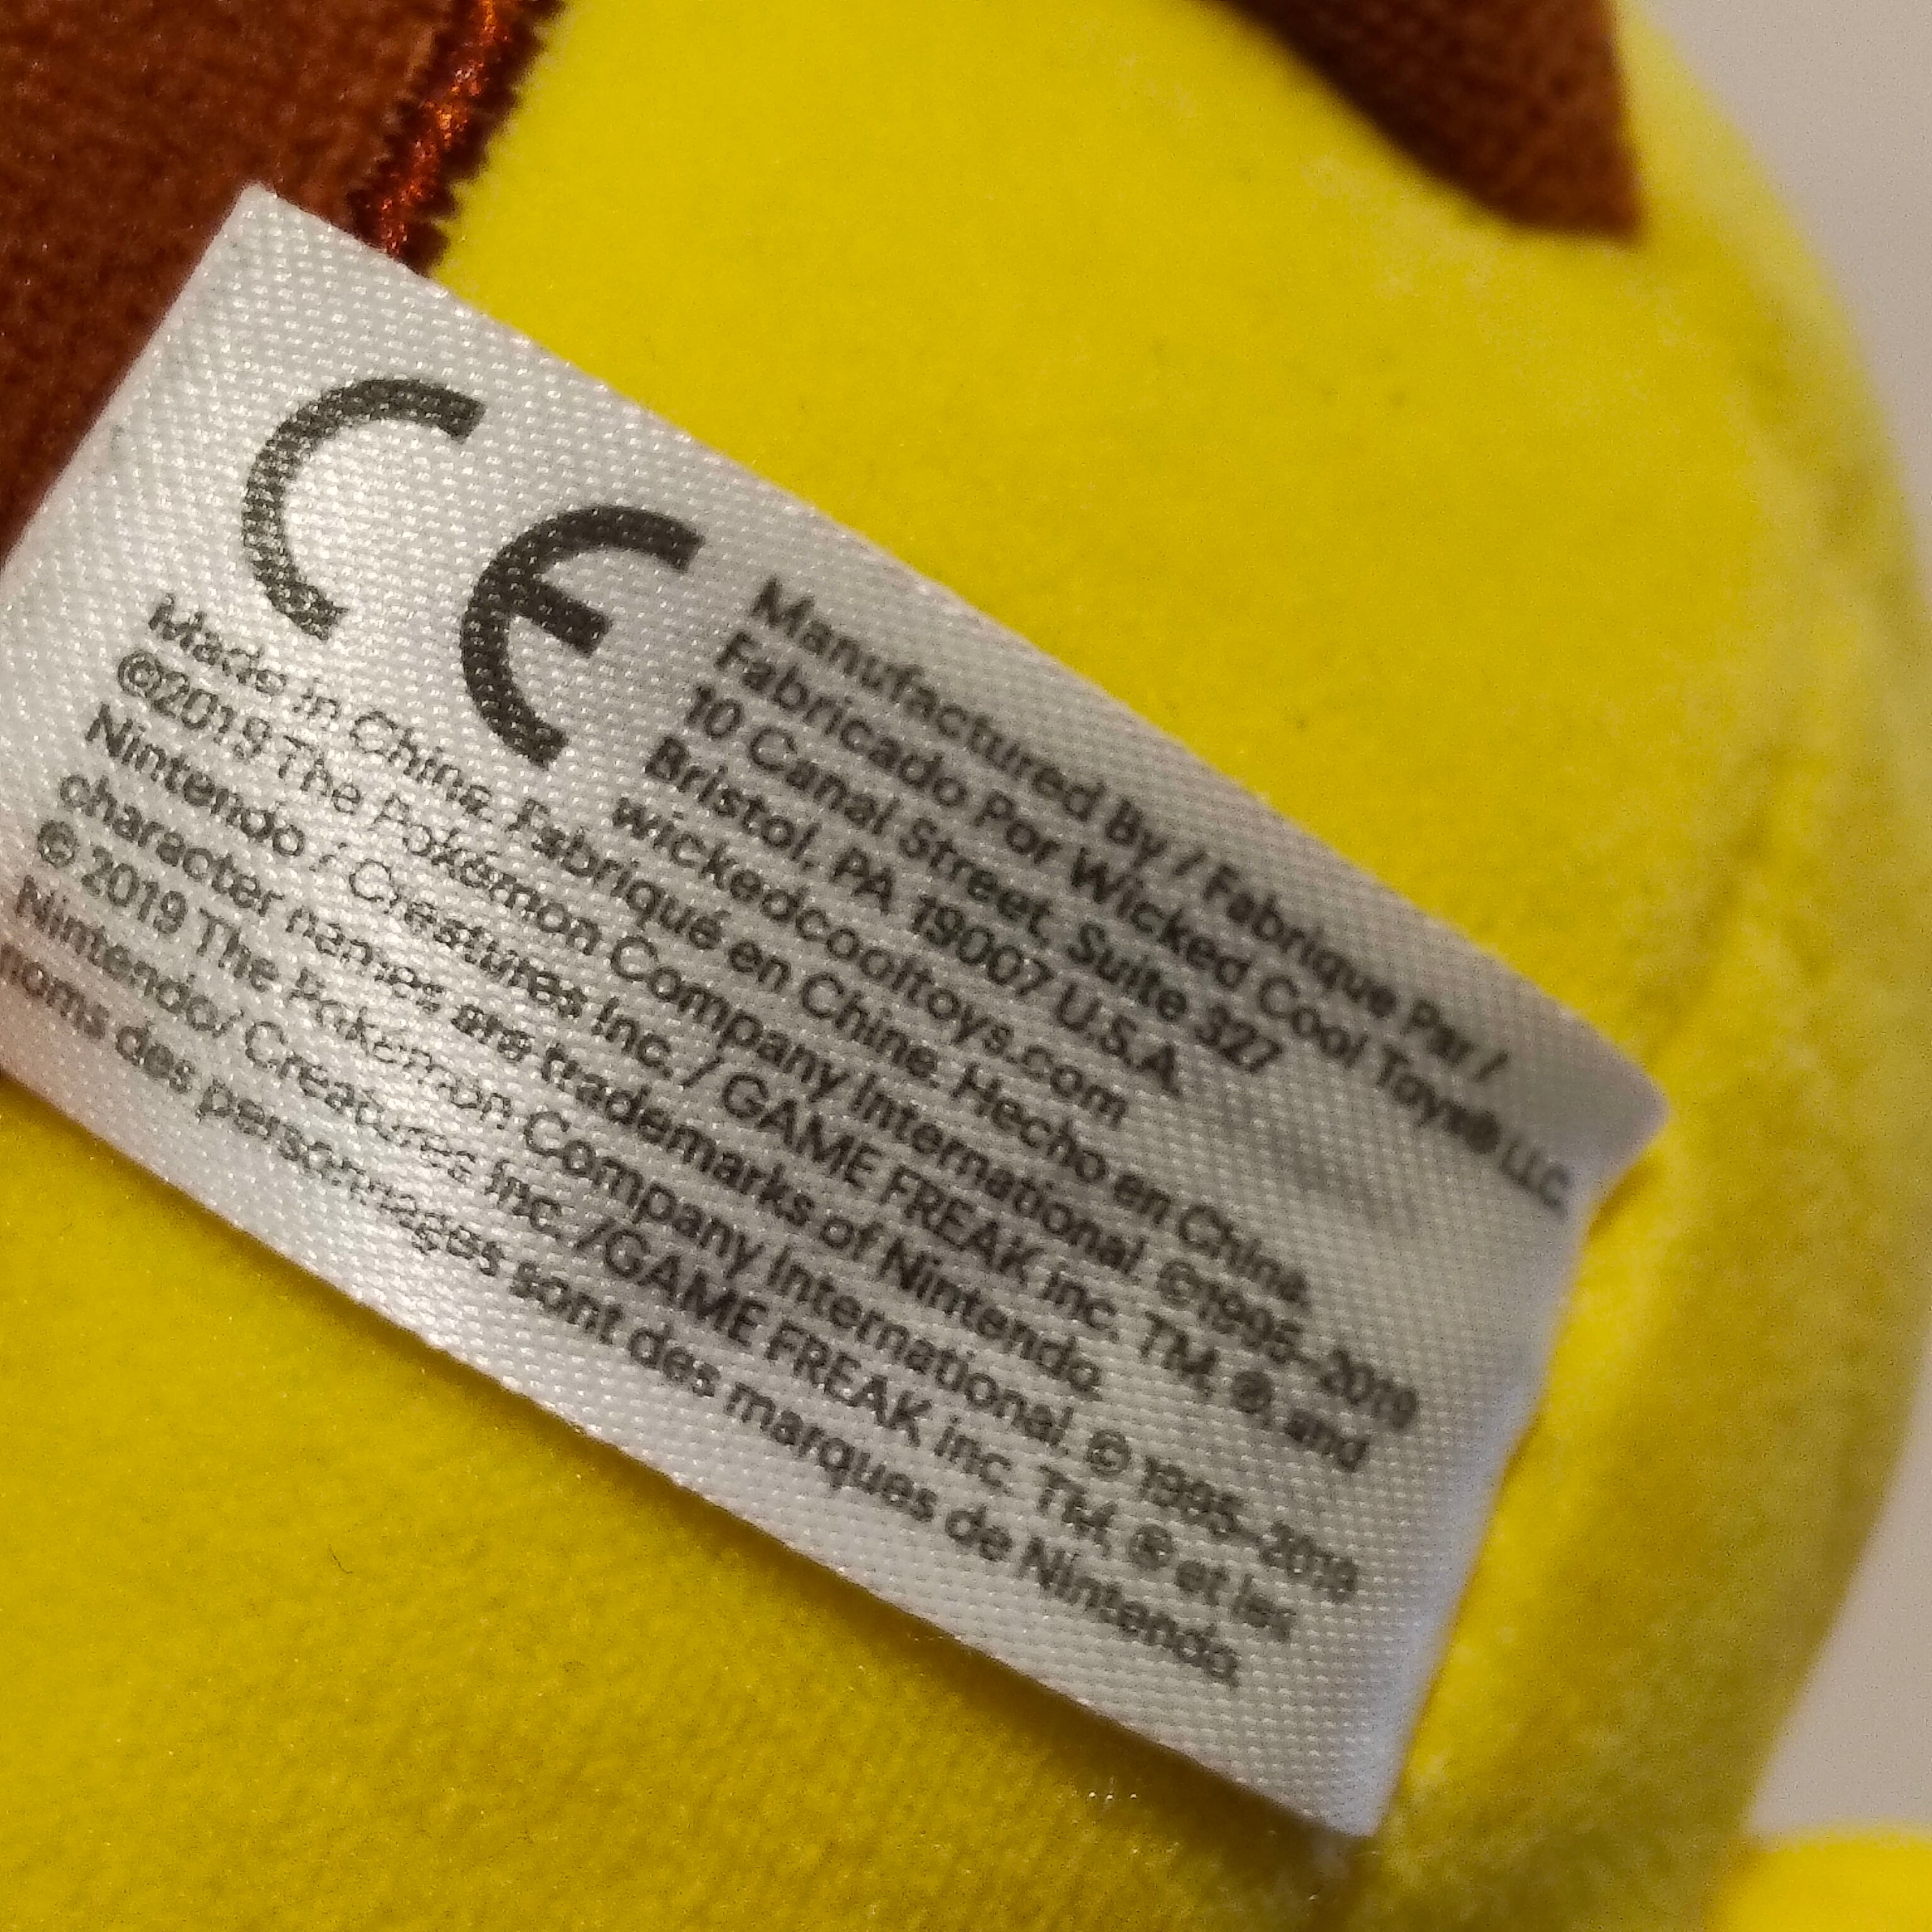 CE
Manufactured By / Fabrique Par /
Fabricado Por Wicked Cool Toys® LLC.
10 Canal Street, Suite 327
Bristol, PA 19007 U.S.A.
wickedcooltoys.com
Made in China. Fabriqué en Chine. Hecho en China.
©2019 The Pokémon Company International. ©1995–2019
Nintendo / Creatures Inc. / GAME FREAK inc. TM, ®, and
character names are trademarks of Nintendo.
© 2019 The Pokémon Company International. © 1995–2019
Nintendo/ Creatures Inc. /GAME FREAK inc. TM, ® et les
noms des personnages sont des marques de Nintendo.